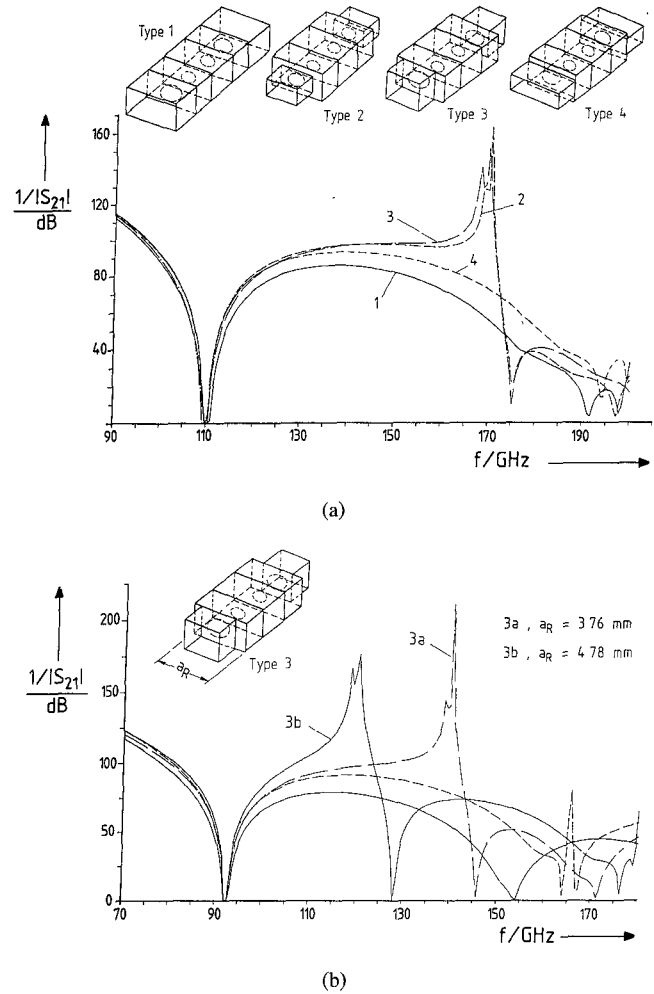 Type 1
Type 2
Type 3
Type 4
1/|S21|
dB
160
120
80
40
3
2
4
1
90
110
130
150
170
190
f/GHz
(a)
Type 3
aR
3a , aR = 3.76 mm
3b , aR = 4.78 mm
1/|S21|
dB
200
150
100
50
0
3a
3b
70
90
110
130
150
170
f/GHz
(b)